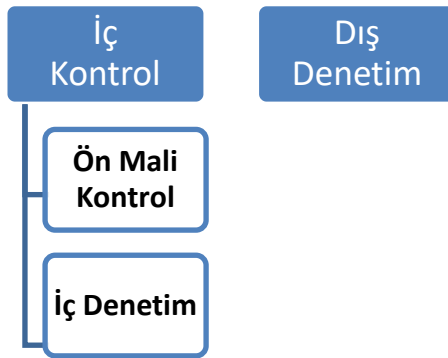 İç
Kontrol
Dış
Denetim
Ön Mali
Kontrol
İç Denetim